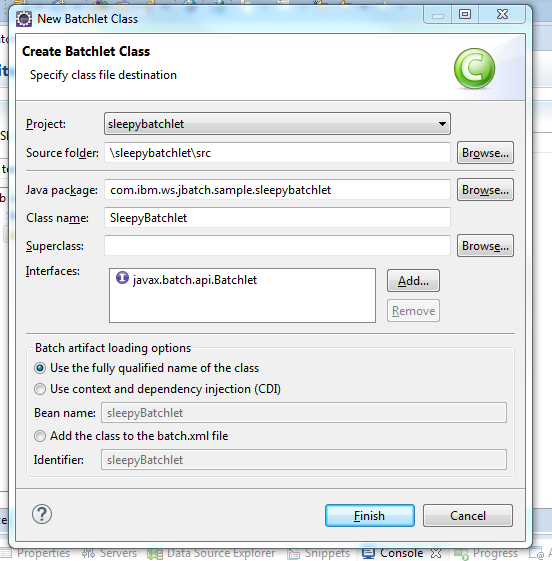 New Batchlet Class
Create Batchlet Class
Specify class file destination
Project: sleepybatchlet
Source folder: \sleepybatchlet\src Browse...
Java package: com.ibm.ws.jbatch.sample.sleepybatchlet Browse...
Class name: SleepyBatchlet
Superclass: Browse...
Interfaces: javax.batch.api.Batchlet Add...
Remove
Batch artifact loading options
Use the fully qualified name of the class
Use context and dependency injection (CDI)
Bean name: sleepyBatchlet
Add the class to the batch.xml file
Identifier: sleepyBatchlet
Finish Cancel
Properties Servers Data Source Explorer Snippets Console Progress